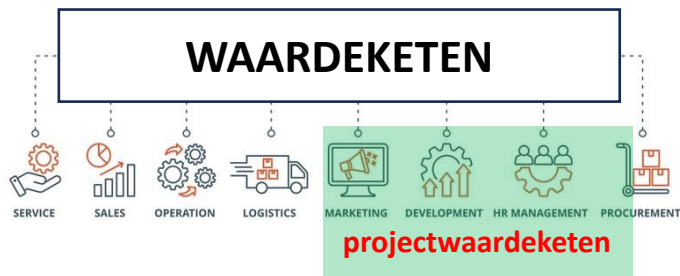 WAARDEKETEN
SERVICE SALES OPERATION LOGISTICS MARKETING DEVELOPMENT HR MANAGEMENT PROCUREMENT
projectwaardeketen